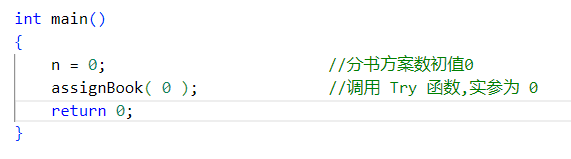 int main()
{
n = 0; //分书方案数初值0
assignBook( 0 ); //调用 Try 函数,实参为 0
return 0;
}